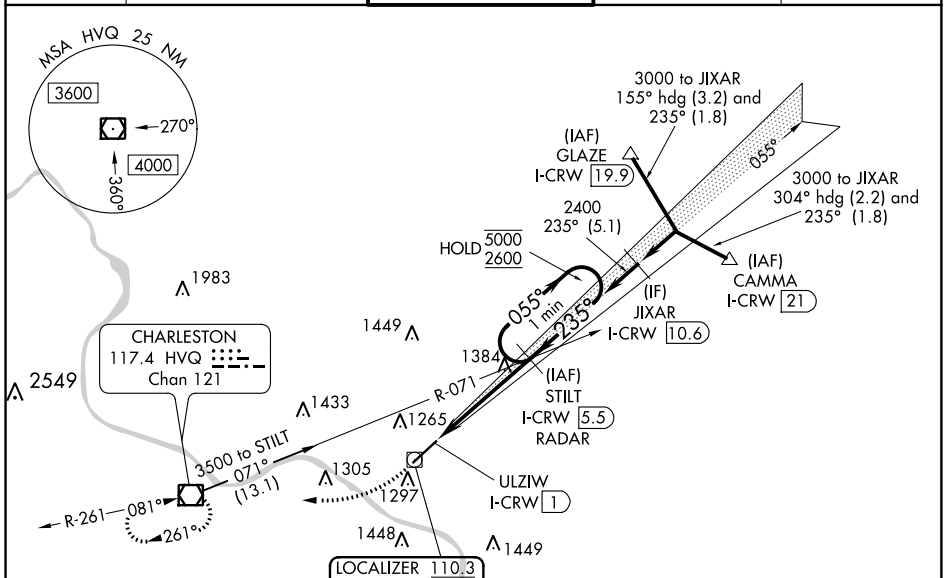 MSA HVQ 25 NM
3600
270°
4000
360°
3000 to JIXAR
155° hdg (3.2) and
235° (1.8)
(IAF)
GLAZE
I-CRW 19.9
055°
3000 to JIXAR
304° hdg (2.2) and
235° (1.8)
2400
235° (5.1)
HOLD 5000
2600
(IAF)
CAMMA
I-CRW 21
(IF)
JIXAR
I-CRW 10.6
055°
1 min
235°
1983
1449
1384
CHARLESTON
117.4 HVQ
Chan 121
2549
R-071
(IAF)
STILT
I-CRW 5.5
RADAR
1433
1265
3500 to STILT
071°
(13.1)
1305
1297
ULZIW
I-CRW 1
R-261
081°
261°
1448
1449
LOCALIZER 110.3